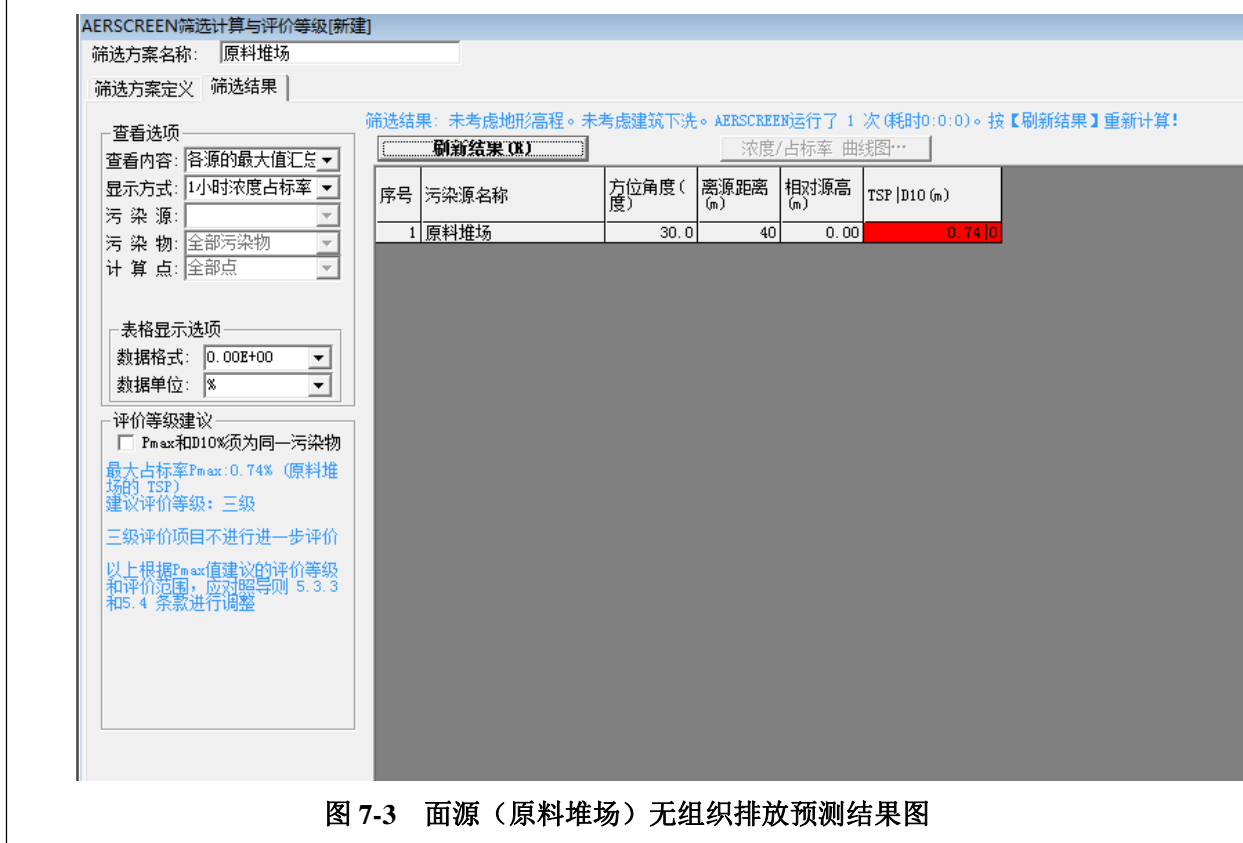 AERSCREEN筛选计算与评价等级[新建]
筛选方案名称: 原料堆场
筛选方案定义 筛选结果
筛选结果: 未考虑地形高程。未考虑建筑下洗。AERSCREEN运行了 1 次(耗时0:0:0)。按【刷新结果】重新计算!
查看选项
查看内容: 各源的最大值汇总
显示方式: 1小时浓度占标率
污 染 源:
污 染 物: 全部污染物
计 算 点: 全部点
表格显示选项
数据格式: 0.00E+00
数据单位: %
评价等级建议
Pmax和D10%须为同一污染物
最大占标率Pmax:0.74% (原料堆
场的 TSP)
建议评价等级: 三级
三级评价项目不进行进一步评价
以上根据Pmax值建议的评价等级
和评价范围, 应对照导则 5.3.3
和5.4 条款进行调整
刷新结果(R) 浓度/占标率 曲线图…
序号 污染源名称 方位角度(度) 离源距离(m) 相对源高(m) TSP|D10(m)
1 原料堆场 30.0 40 0.00 0.74|0
图 7-3 面源（原料堆场）无组织排放预测结果图